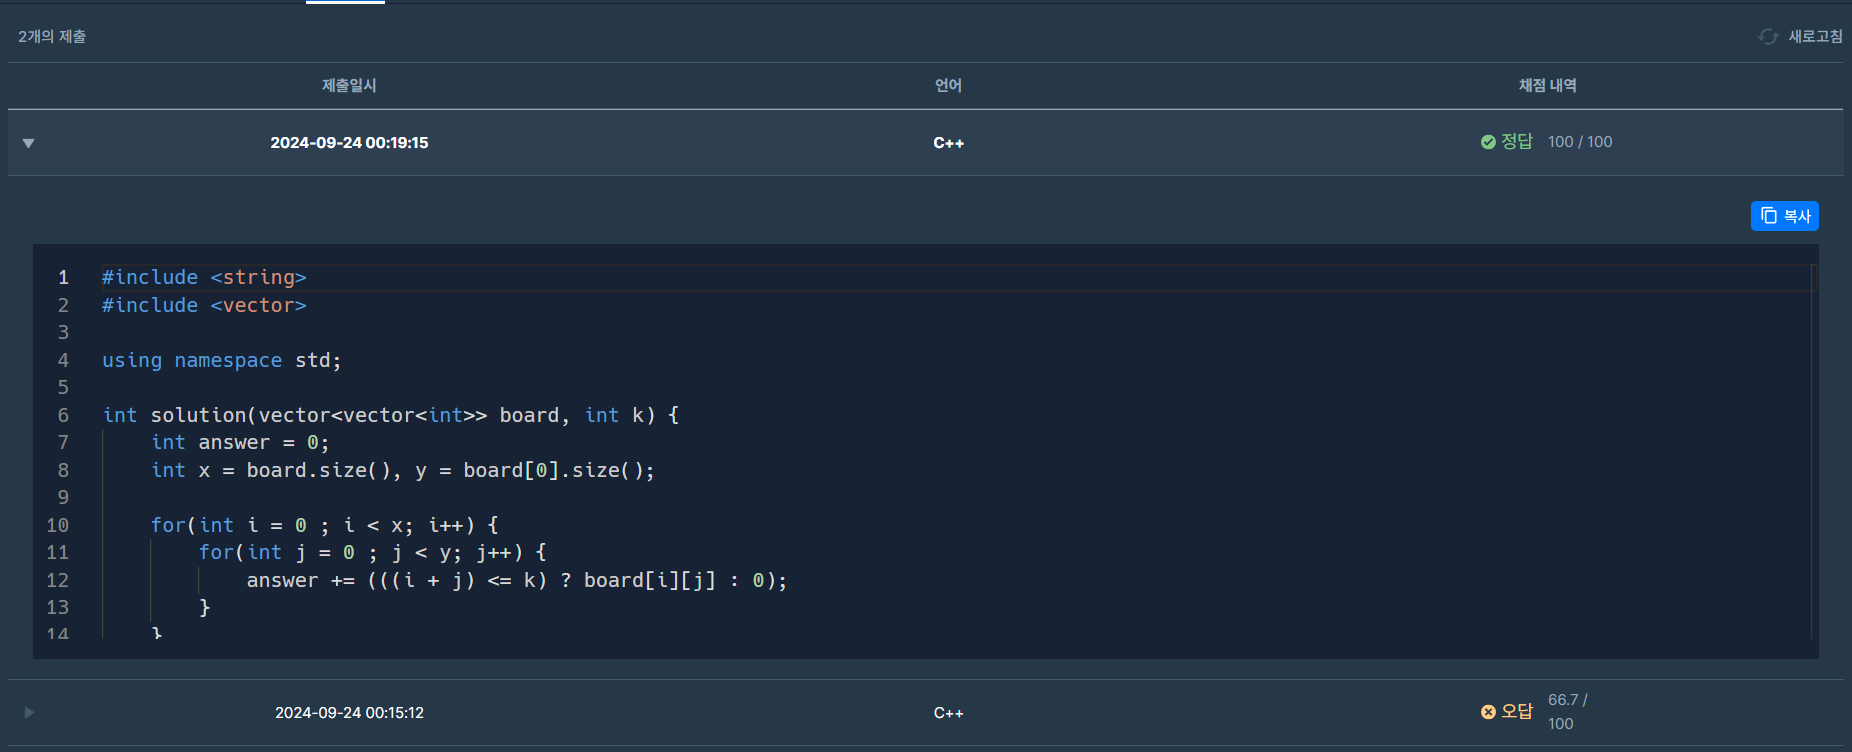 2개의 제출
새로고침
제출일시 언어 채점 내역
2024-09-24 00:19:15 C++ 정답 100 / 100
복사
1 #include <string>
2 #include <vector>
3
4 using namespace std;
5
6 int solution(vector<vector<int>> board, int k) {
7     int answer = 0;
8     int x = board.size(), y = board[0].size();
9
10     for(int i = 0 ; i < x; i++) {
11         for(int j = 0 ; j < y; j++) {
12             answer += (((i + j) <= k) ? board[i][j] : 0);
13         }
14     }
2024-09-24 00:15:12 C++ 오답 66.7 /
100